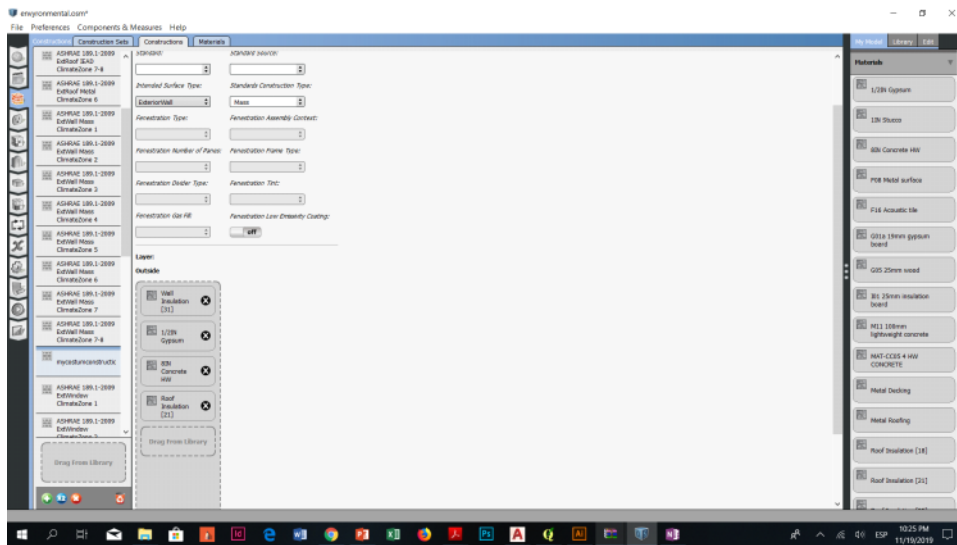 envyronmental.osm*
File Preferences Components & Measures Help
Constructions Construction Sets Constructions Materials
My Model Library Edit
ASHRAE 189.1-2009
ExtRoof IEAD
ClimateZone 7-8
ASHRAE 189.1-2009
ExtRoof Metal
ClimateZone 6
ASHRAE 189.1-2009
ExtWall Mass
ClimateZone 1
ASHRAE 189.1-2009
ExtWall Mass
ClimateZone 2
ASHRAE 189.1-2009
ExtWall Mass
ClimateZone 3
ASHRAE 189.1-2009
ExtWall Mass
ClimateZone 4
ASHRAE 189.1-2009
ExtWall Mass
ClimateZone 5
ASHRAE 189.1-2009
ExtWall Mass
ClimateZone 6
ASHRAE 189.1-2009
ExtWall Mass
ClimateZone 7
ASHRAE 189.1-2009
ExtWall Mass
ClimateZone 7-8
mycostumconstructic
ASHRAE 189.1-2009
ExtWindow
ClimateZone 1
ASHRAE 189.1-2009
ExtWindow
ClimateZone 2
Drag From Library
x2
Standard: Standard Source:
Intended Surface Type: Standards Construction Type:
ExteriorWall Mass
Fenestration Type: Fenestration Assembly Context:
Fenestration Number of Panes: Fenestration Frame Type:
Fenestration Divider Type: Fenestration Tint:
Fenestration Gas Fill: Fenestration Low Emissivity Coating:
off
Layer:
Outside
Wall
Insulation
[31]
1/2IN
Gypsum
8IN
Concrete
HW
Roof
Insulation
[21]
Drag From Library
Materials
1/2IN Gypsum
1IN Stucco
8IN Concrete HW
F08 Metal surface
F16 Acoustic tile
G01a 19mm gypsum
board
G05 25mm wood
I01 25mm insulation
board
M11 100mm
lightweight concrete
MAT-CC05 4 HW
CONCRETE
Metal Decking
Metal Roofing
Roof Insulation [18]
Roof Insulation [21]
ESP
10:25 PM
11/19/2019